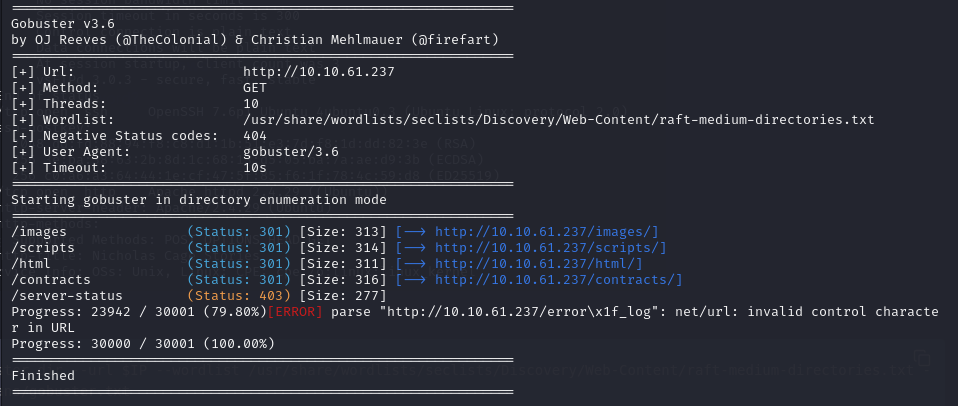 Gobuster v3.6
by OJ Reeves (@TheColonial) & Christian Mehlmauer (@firefart)
[+] Url: http://10.10.61.237
[+] Method: GET
[+] Threads: 10
[+] Wordlist: /usr/share/wordlists/seclists/Discovery/Web-Content/raft-medium-directories.txt
[+] Negative Status codes: 404
[+] User Agent: gobuster/3.6
[+] Timeout: 10s
Starting gobuster in directory enumeration mode
/images (Status: 301) [Size: 313] [--> http://10.10.61.237/images/]
/scripts (Status: 301) [Size: 314] [--> http://10.10.61.237/scripts/]
/html (Status: 301) [Size: 311] [--> http://10.10.61.237/html/]
/contracts (Status: 301) [Size: 316] [--> http://10.10.61.237/contracts/]
/server-status (Status: 403) [Size: 277]
Progress: 23942 / 30001 (79.80%)[ERROR] parse "http://10.10.61.237/error\x1f_log": net/url: invalid control characte
r in URL
Progress: 30000 / 30001 (100.00%)
Finished